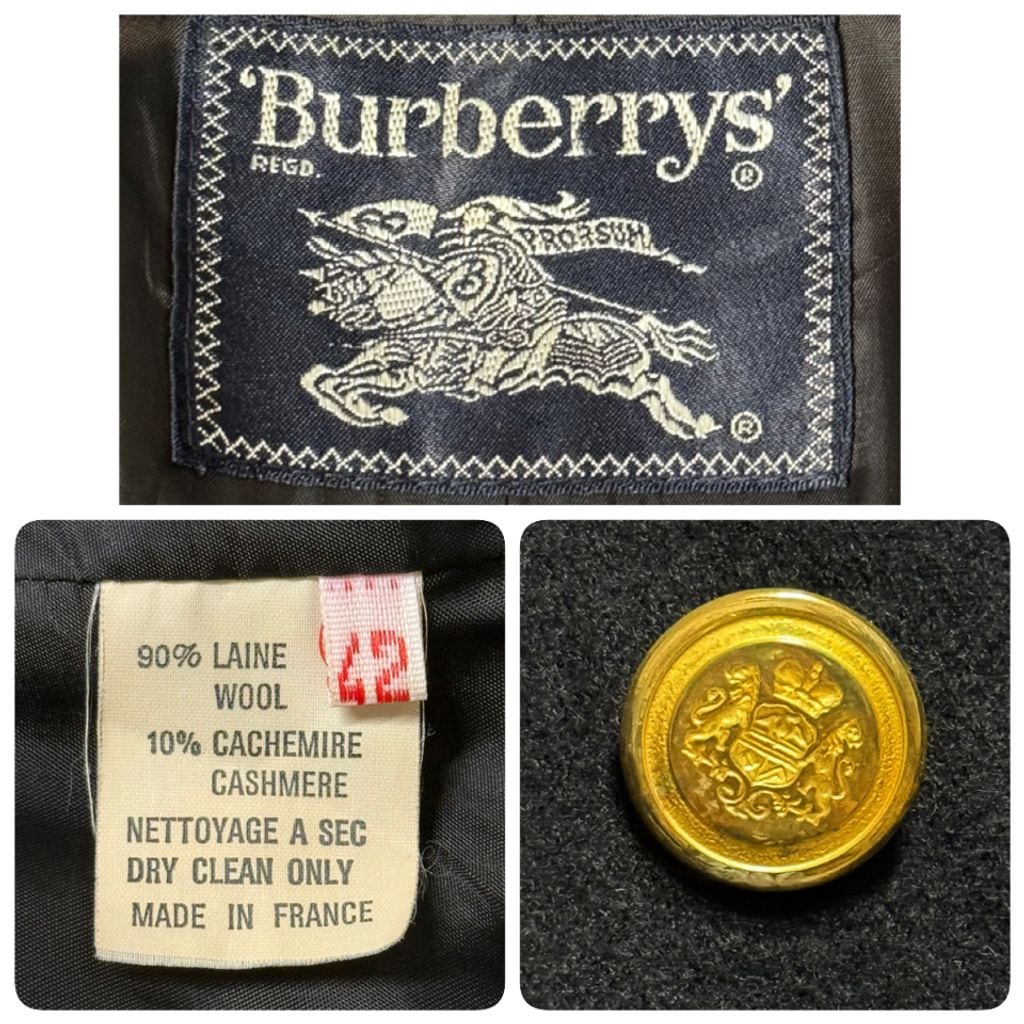 'Burberrys'
REGD.
®
PRORSUM
®
90% LAINE
WOOL
42
10% CACHEMIRE
CASHMERE
NETTOYAGE A SEC
DRY CLEAN ONLY
MADE IN FRANCE